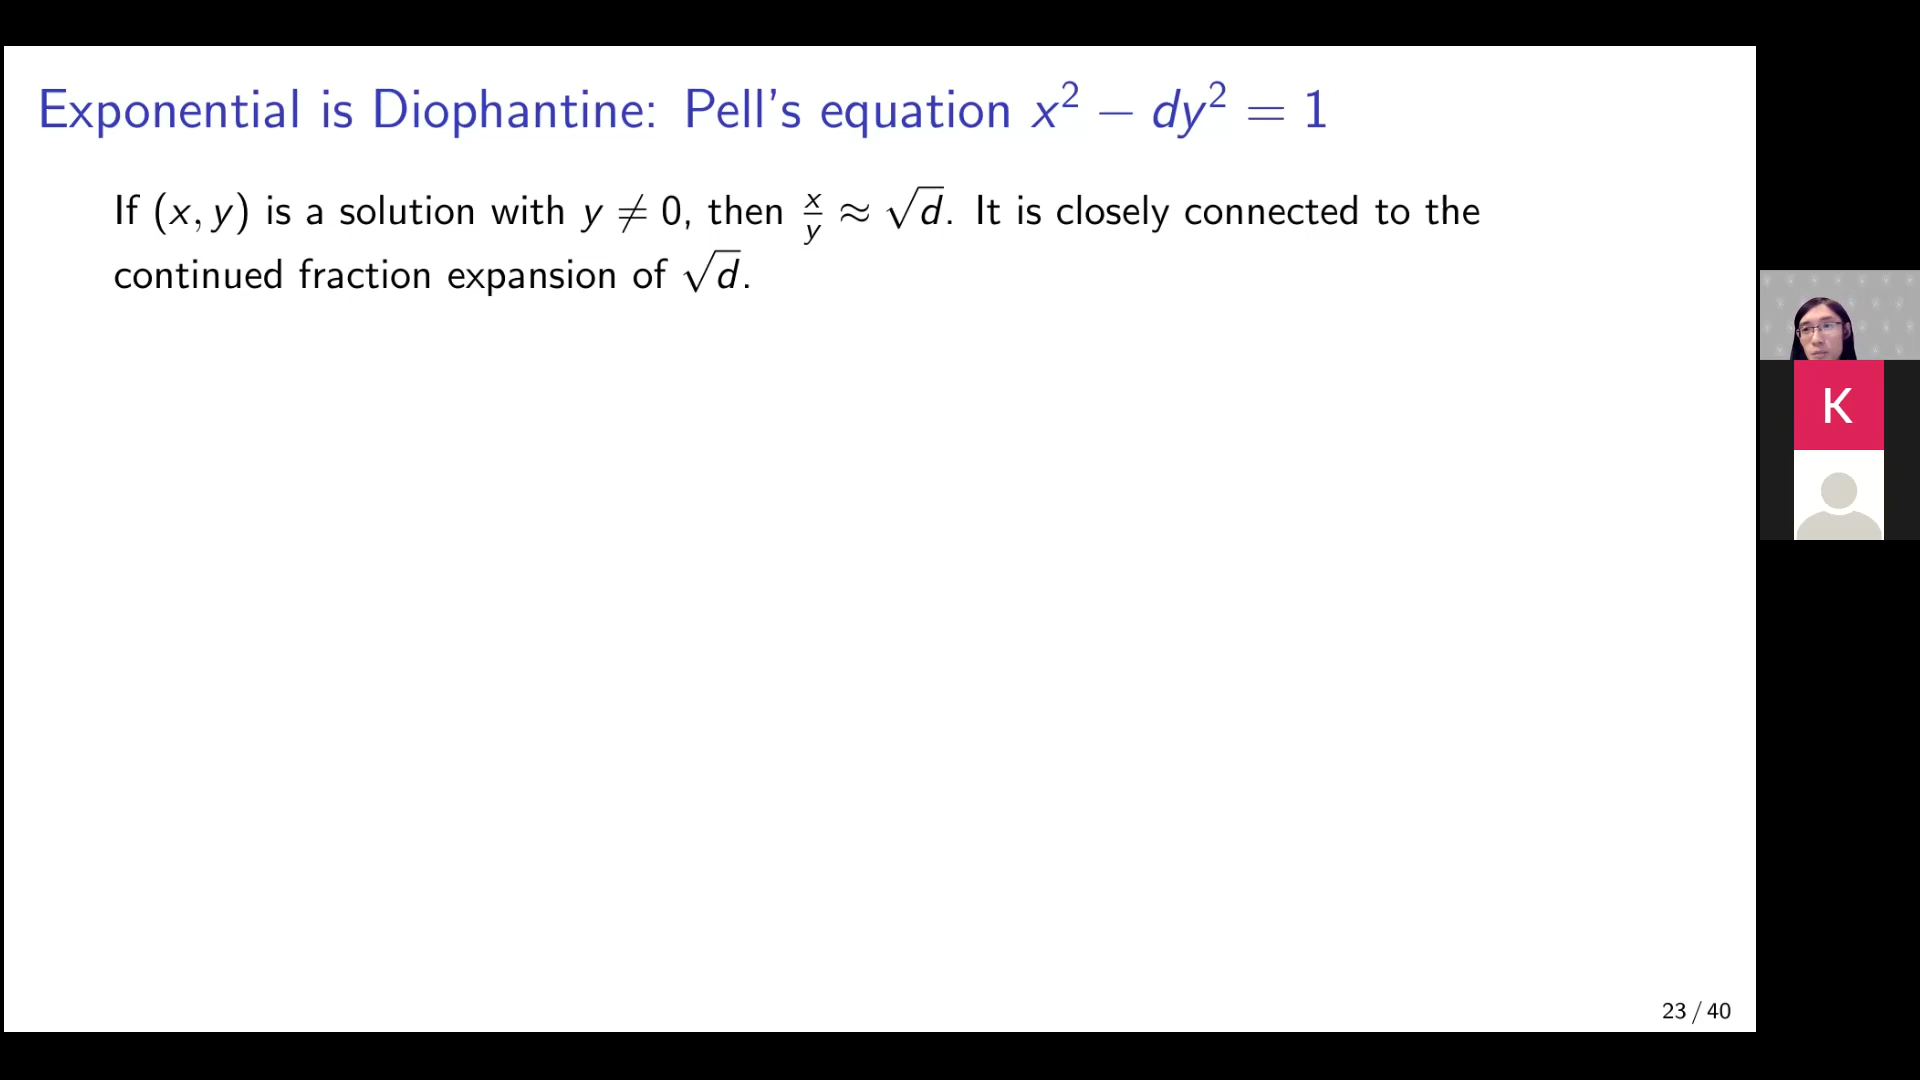 Exponential is Diophantine: Pell's equation x² − dy² = 1
If (x, y) is a solution with y ≠ 0, then x/y ≈ √d. It is closely connected to the
continued fraction expansion of √d.
K
23 / 40